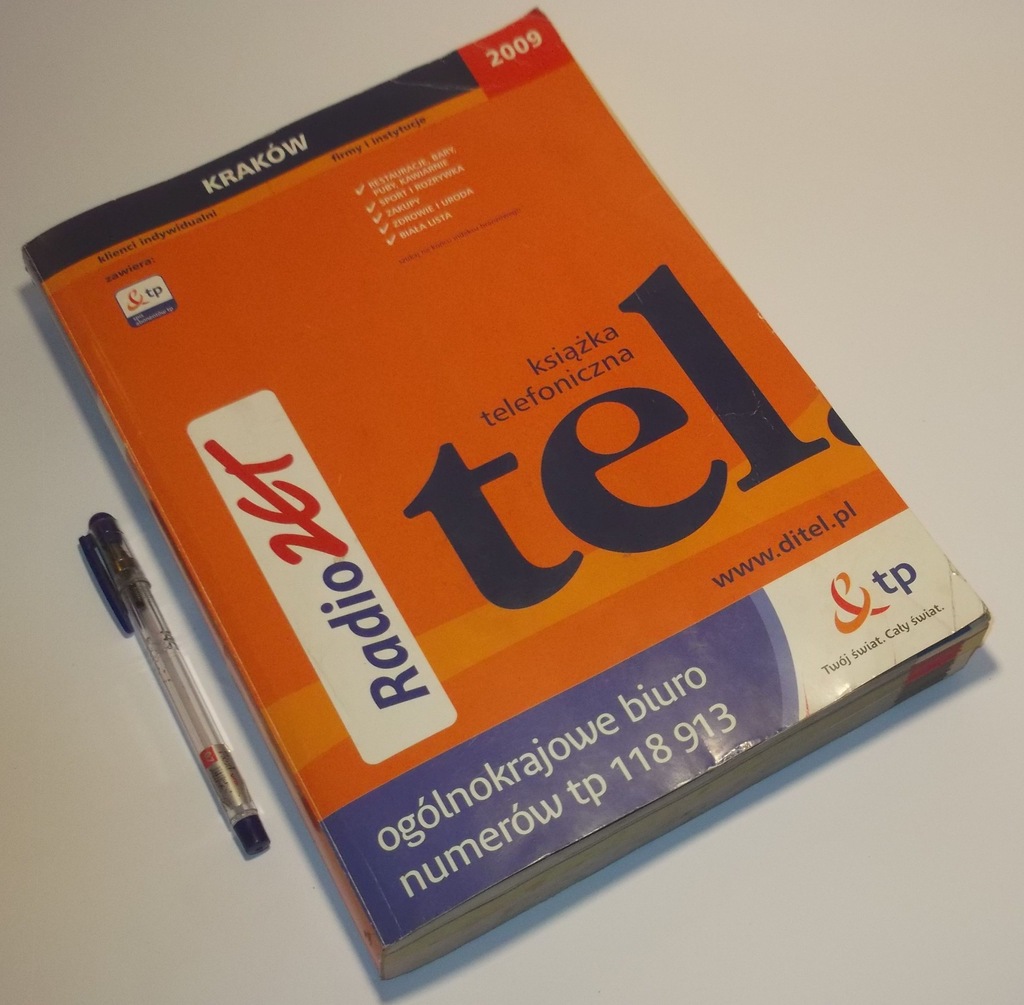 2009
KRAKÓW
klienci indywidualni
firmy i instytucje
zawiera:
&tp
RESTAURACJE, BARY,
PUBY, KAWIARNIE
SPORT I ROZRYWKA
ZAKUPY
ZDROWIE I URODA
BIAŁA LISTA
książka
telefoniczna
tel.
www.ditel.pl
Radio Zet
&tp
Twój świat. Cały świat.
ogólnokrajowe biuro
numerów tp 118 913